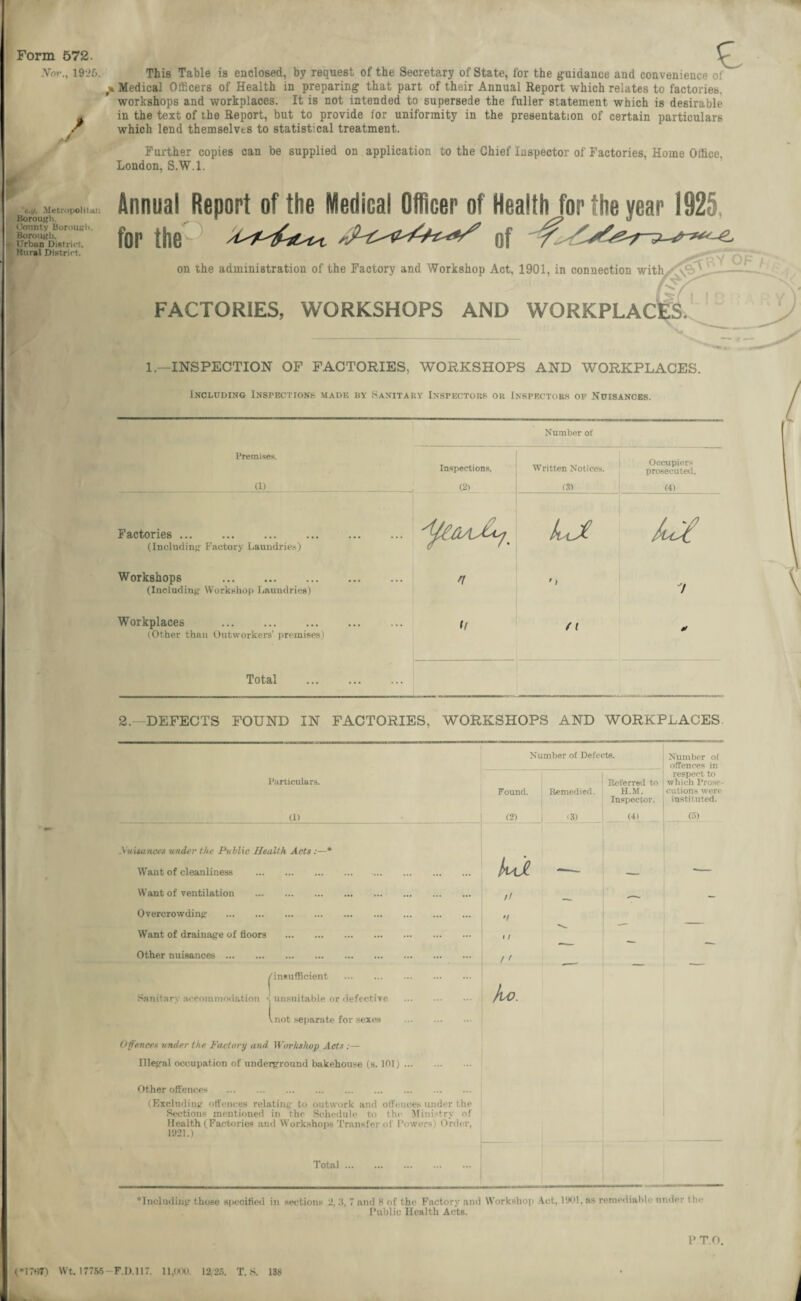 Form 572.
Nov., 1925.
This Table is enclosed, by request of the Secretary of State, for the guidance and convenience of
Medical Officers of Health in preparing that part of their Annual Report which relates to factories,
workshops and workplaces. It is not intended to supersede the fuller statement which is desirable
in the text of the Report, but to provide for uniformity in the presentation of certain particulars
which lend themselves to statistical treatment.
Further copies can be supplied on application to the Chief Inspector of Factories, Home Office,
London, S.W.1.
e.g. Metropolitan
Borough.
County Borough.
Borough.
Urban District.
Rural District.
Annual Report of the Medical Officer of Health for the year 1925,
for the Urban District of
on the administration of the Factory and Workshop Act, 1901, in connection with
FACTORIES, WORKSHOPS AND WORKPLACES.
1.—INSPECTION OF FACTORIES, WORKSHOPS AND WORKPLACES.
Including Inspections made by Sanitary Inspectors or Inspectors of Nuisances.
Number of
Premises. Inspections. Written Notices. Occupiers prosecuted.
(1) (2) (3) (4)
Factories ... ... ... ... ... ... Yearly. Nil Nil
(Including Factory Laundries)
Workshops ... ... ... ... ... " " "
(Including Workshop Laundries)
Workplaces ... ... ... ... ... " " "
(Other than Outworkers' premises)
Total ... ... ...
2.—DEFECTS FOUND IN FACTORIES, WORKSHOPS AND WORKPLACES.
Number of Defects.
Particulars. Found. Remedied. Referred to H.M. Inspector. Number of offences in respect to which Prosecutions were instituted.
(1) (2) (3) (4) (5)
Nuisances under the Public Health Acts :—*
Want of cleanliness ... ... ... ... ... ... ... ... Nil — — —
Want of ventilation ... ... ... ... ... ... ... ... " — — —
Overcrowding ... ... ... ... ... ... ... ... ... " — — —
Want of drainage of floors ... ... ... ... ... ... ... " — — —
Other nuisances ... ... ... ... ... ... ... ... ... " — — —
Sanitary accommodation
insufficient ... ... ... ... ...
unsuitable or defective ... ... ... No.
not separate for sexes ... ... ...
Offences under the Factory and Workshop Acts :—
Illegal occupation of underground bakehouse (s. 101) ... ... ...
Other offences ... ... ... ... ... ... ... ... ...
(Excluding offences relating to outwork and offences under the
Sections mentioned in the Schedule to the Ministry of
Health (Factories and Workshops Transfer of Powers) Order,
1921.)
Total ... ... ... ... ...
*Including those specified in sections 2, 3, 7 and 8 of the Factory and Workshop Act, 1901, as remediable under the
Public Health Acts.
P.T.O.
(*1767) Wt. 17755—F.D.117. 11,000. 12/25. T. S. 138